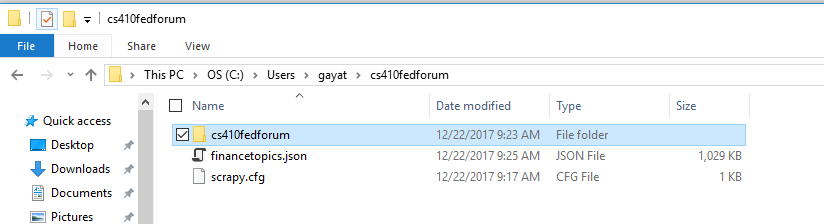 cs410fedforum
File Home Share View
This PC OS (C:) Users gayat cs410fedforum
Quick access
Desktop
Downloads
Documents
Pictures
Name Date modified Type Size
cs410fedforum 12/22/2017 9:23 AM File folder
financetopics.json 12/22/2017 9:25 AM JSON File 1,029 KB
scrapy.cfg 12/22/2017 9:17 AM CFG File 1 KB